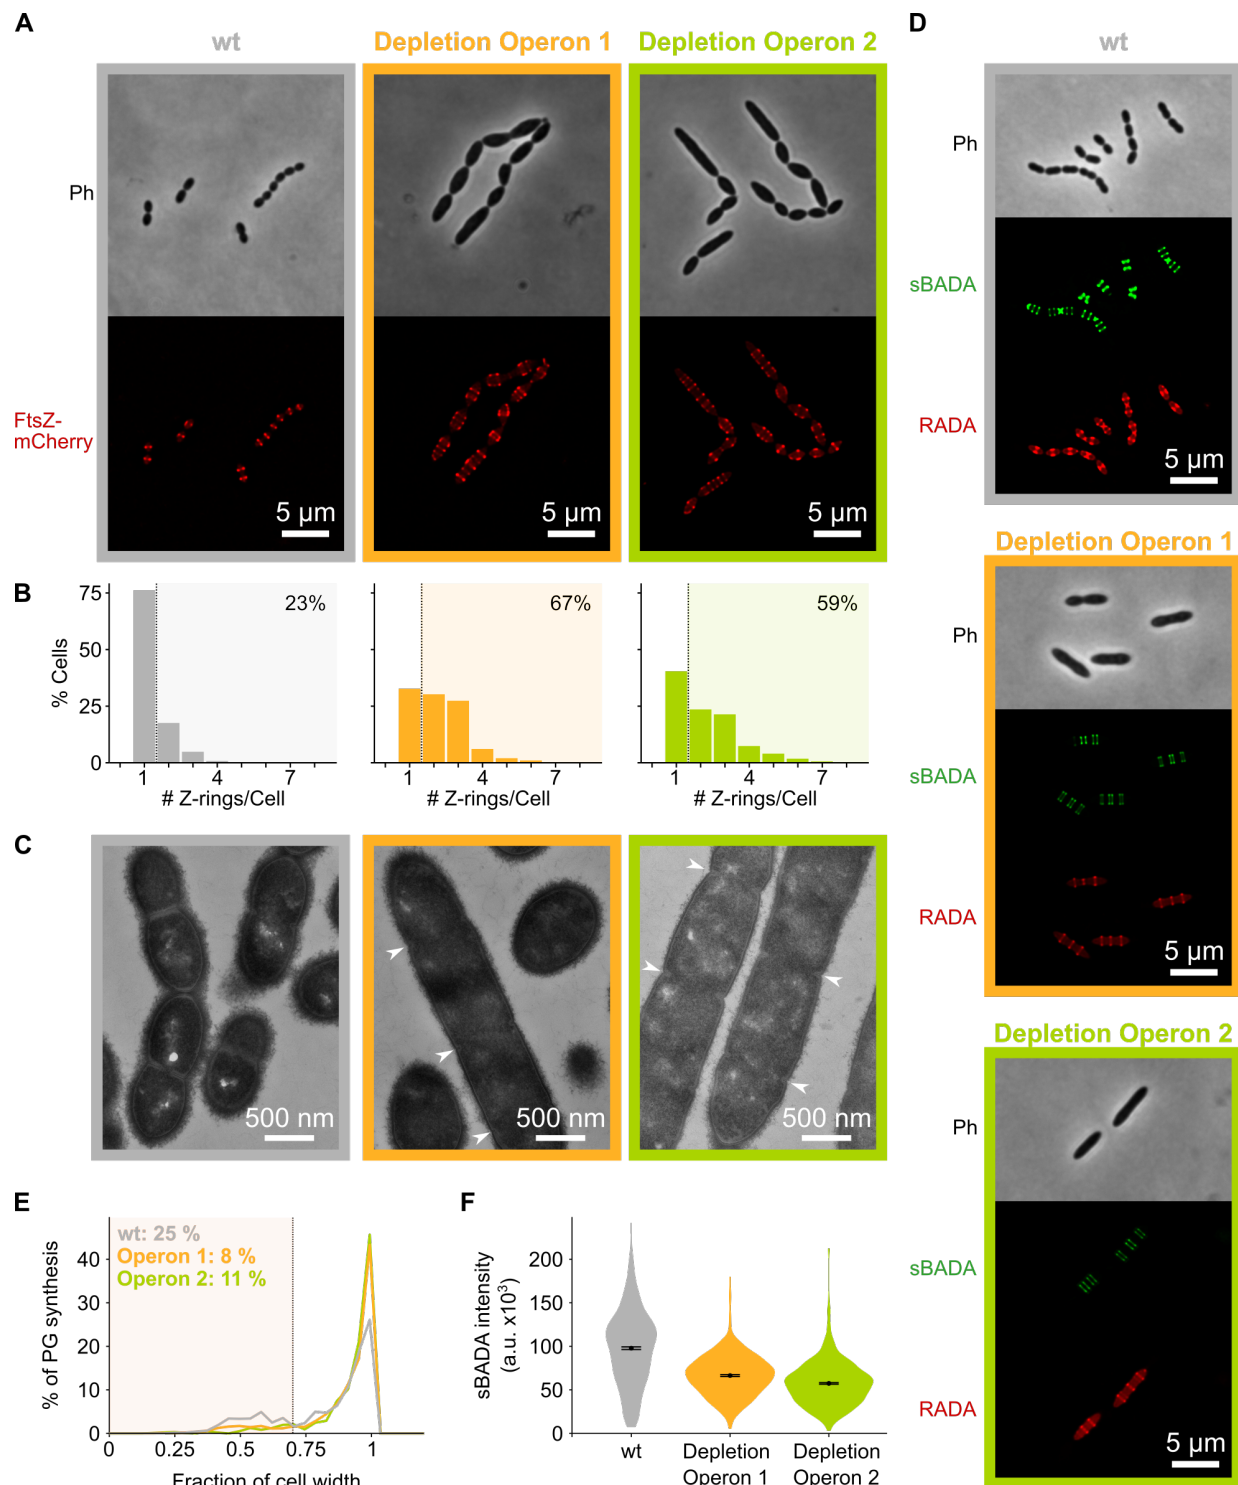 A
wt
Depletion Operon 1
Depletion Operon 2
Ph
FtsZ-
mCherry
5 µm
5 µm
5 µm
B
% Cells
75
50
25
0
23%
67%
59%
1
4
7
1
4
7
1
4
7
# Z-rings/Cell
# Z-rings/Cell
# Z-rings/Cell
C
500 nm
500 nm
500 nm
D
wt
Ph
sBADA
RADA
5 µm
Depletion Operon 1
Ph
sBADA
RADA
5 µm
Depletion Operon 2
Ph
sBADA
RADA
5 µm
E
% of PG synthesis
40
30
20
10
0
wt: 25 %
Operon 1: 8 %
Operon 2: 11 %
0
0.25
0.5
0.75
1
Fraction of cell width
F
sBADA intensity
(a.u. x10³)
200
150
100
50
0
wt
Depletion
Operon 1
Depletion
Operon 2